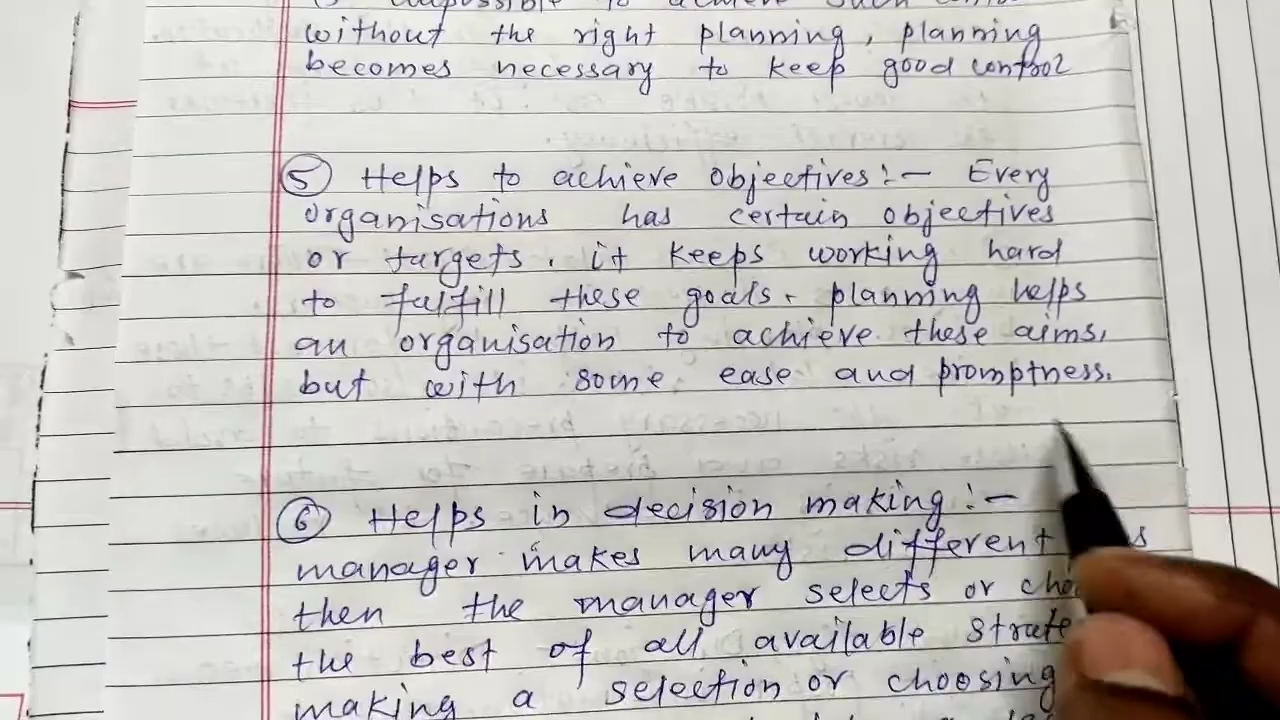 to achieve such
without the right planning, planning
becomes necessary to keep good control
5 Helps to achieve objectives:- Every
organisations has certain objectives
or targets. it keeps working hard
to fulfill these goals. planning helps
an organisation to achieve these aims,
but with some ease and promptness.
6 Helps in decision making:-
manager makes many different
then the manager selects or
the best of all available
making a selection or choosing